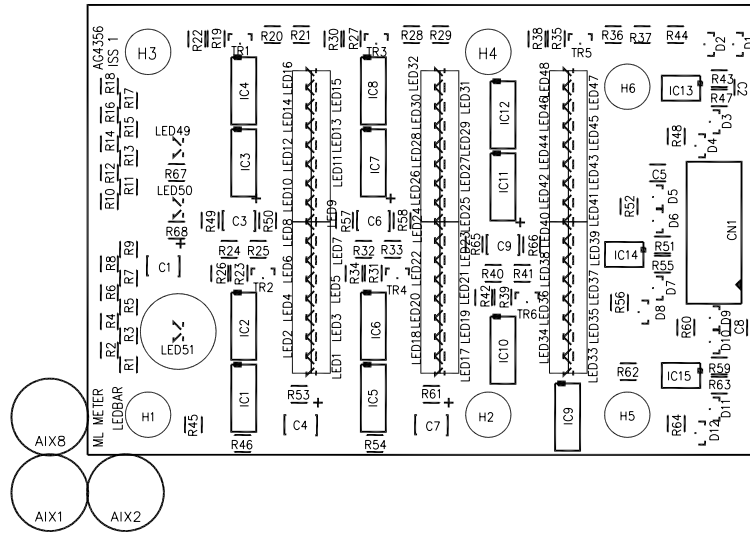 AG4356
ISS 1
H3
R22
R19
TR1
R20
R21
R30
R27
TR3
R28
R29
H4
R38
R35
TR5
R36
R37
R44
D2
D1
R18
R17
R16
R15
R14
R13
R12
R11
R10
LED49
R67
LED50
R68
IC4
IC3
LED16
LED15
LED14
LED13
LED12
LED11
LED10
LED9
LED8
LED7
LED6
LED5
LED4
LED3
LED2
LED1
IC8
IC7
LED32
LED31
LED30
LED29
LED28
LED27
LED26
LED25
LED24
LED23
LED22
LED21
LED20
LED19
LED18
LED17
IC12
IC11
LED48
LED47
LED46
LED45
LED44
LED43
LED42
LED41
LED40
LED39
LED38
LED37
LED36
LED35
LED34
LED33
H6
IC13
R43
R47
C2
D3
R48
D4
C5
R52
D5
D6
CN1
R49
C3
R50
R57
C6
R58
R65
C9
R66
R24
R25
R32
R33
R40
R41
IC14
R51
R55
R26
R23
TR2
R34
R31
TR4
R42
R39
TR6
R56
D7
D8
R9
R8
R7
R6
R5
R4
R3
R2
R1
C1
LED51
IC2
IC6
IC10
R60
D9
D10
C8
IC1
IC5
IC9
R62
IC15
R59
R63
R53
R61
C4
C7
R45
R46
R54
H1
H2
H5
R64
D11
D12
ML METER
LEDBAR
AIX8
AIX1
AIX2